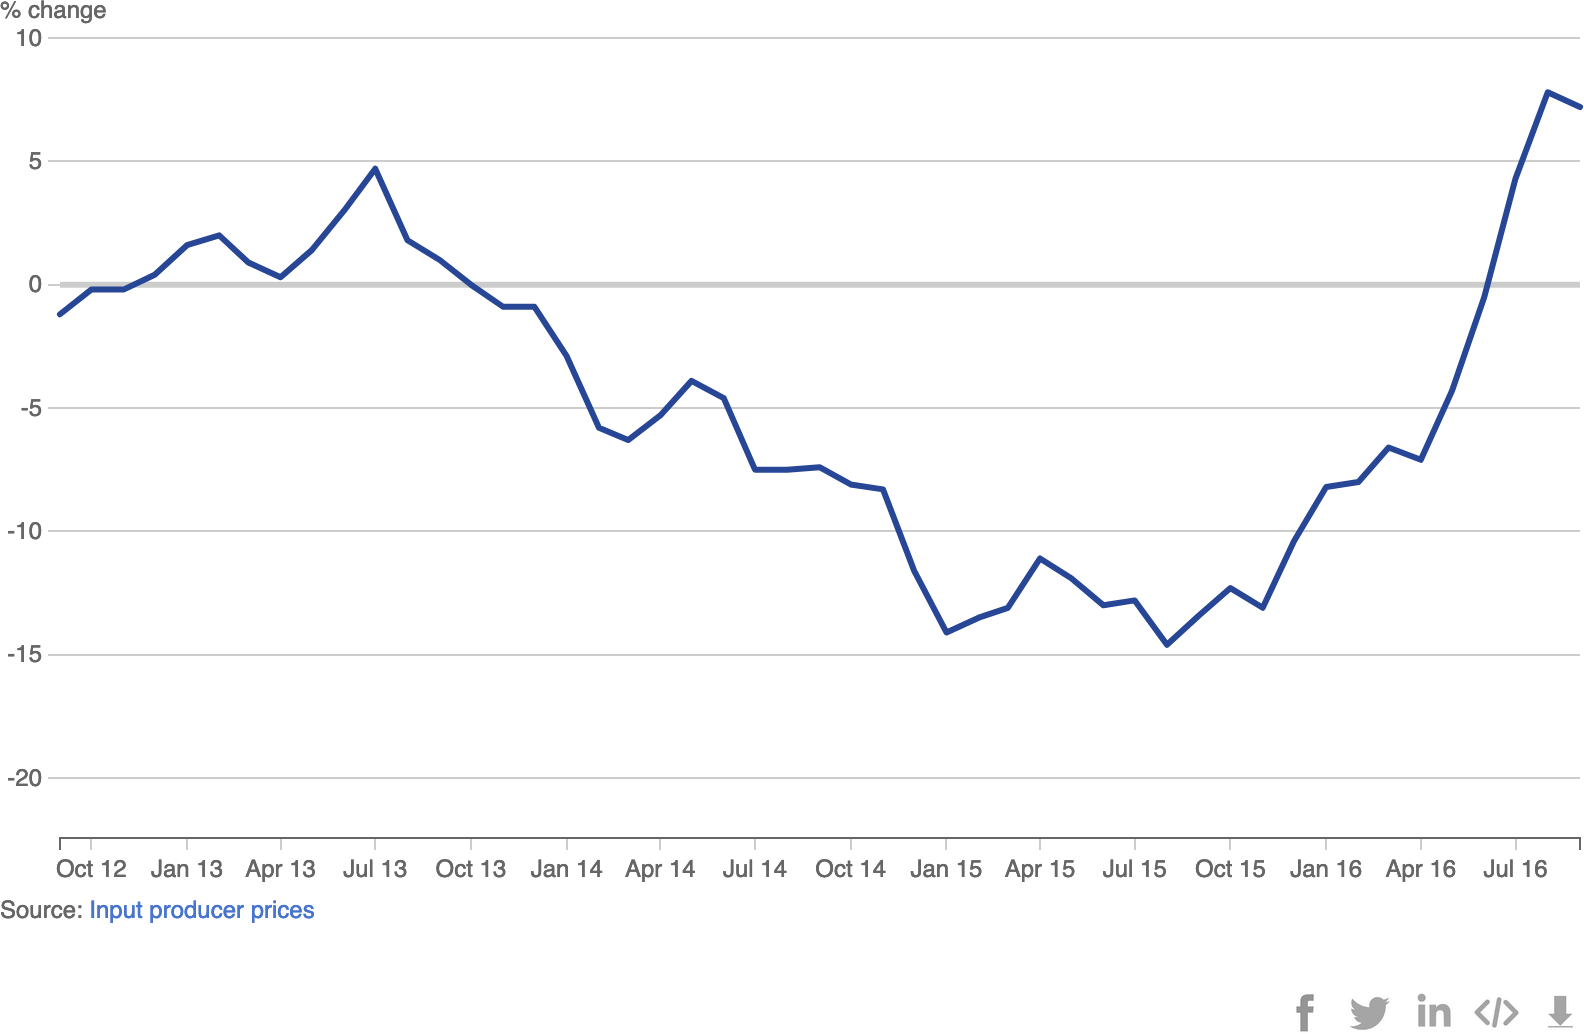 % change
10
5
0
-5
-10
-15
-20
Oct 12 Jan 13 Apr 13 Jul 13 Oct 13 Jan 14 Apr 14 Jul 14 Oct 14 Jan 15 Apr 15 Jul 15 Oct 15 Jan 16 Apr 16 Jul 16
Source: Input producer prices
f in </>